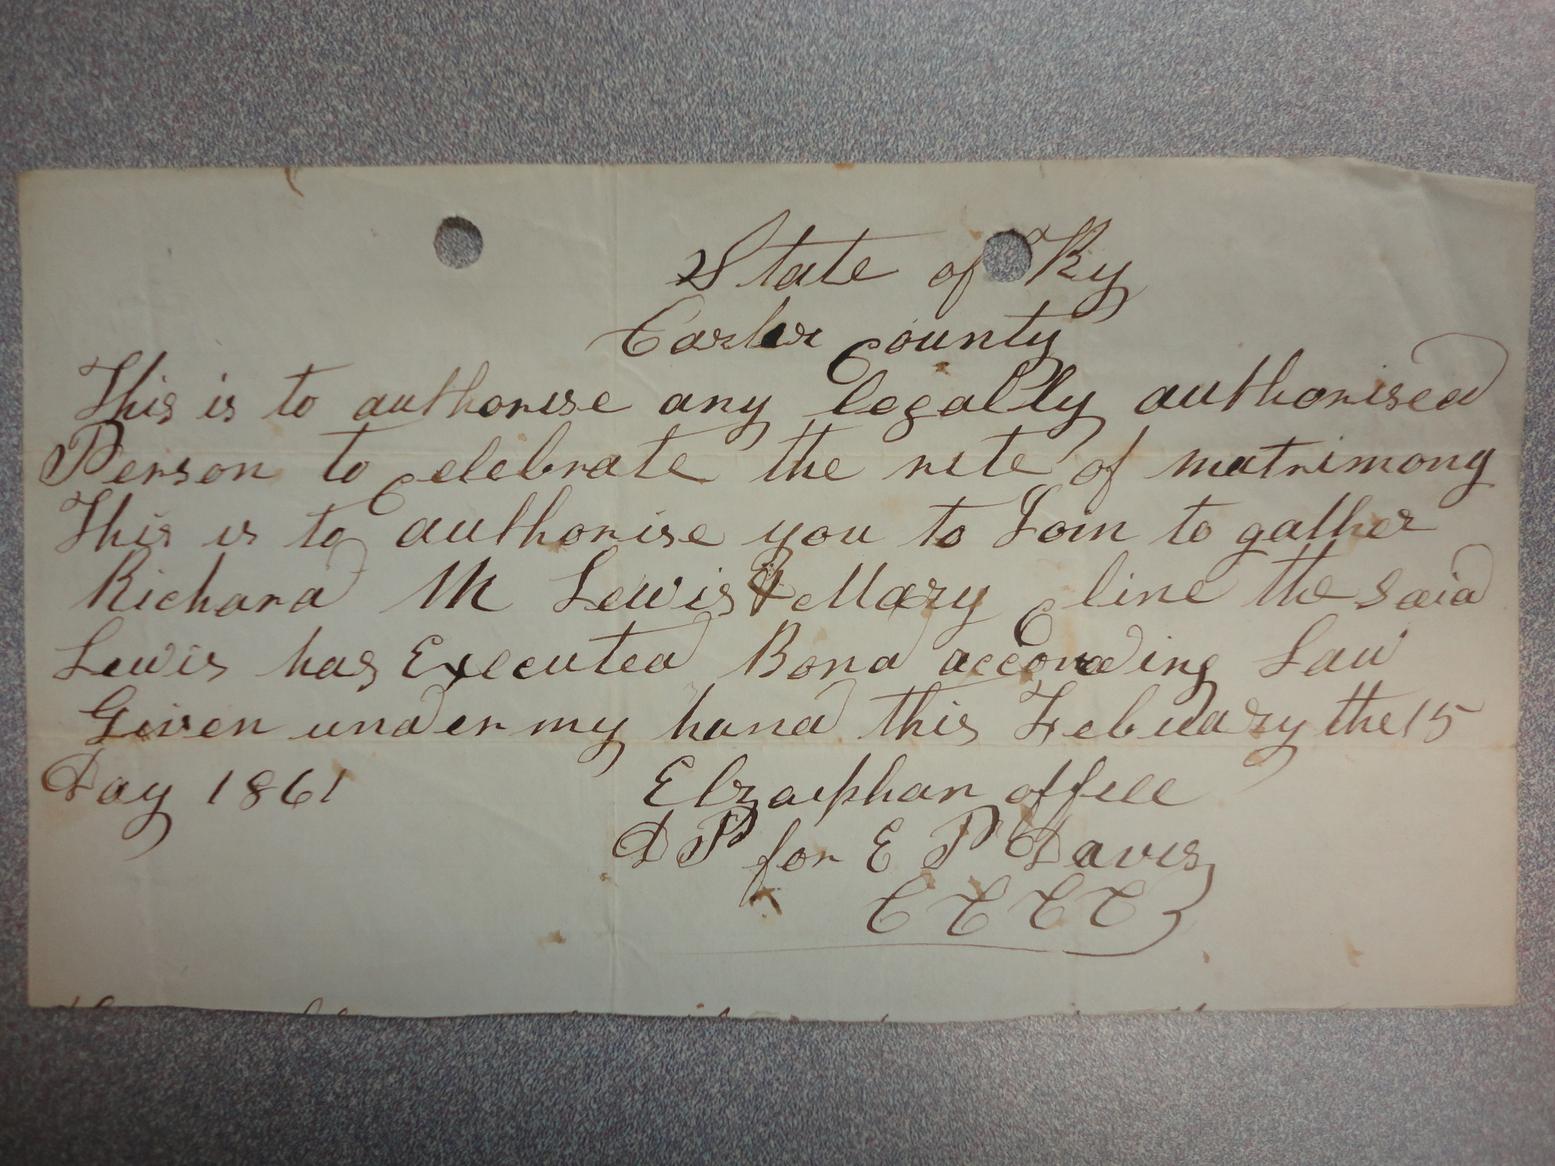 State of Ky
Carter County
This is to authorise any legally authorised
Person to Celebrate the rite of matrimony
This is to authorise you to Join to gather
Richard M Lewis & Mary Cline the said
Lewis has Executed Bond according Law
Given under my hand this Febuary the 15
Day 1861 Elzaphan offill
DP for E P Davis
C C C C